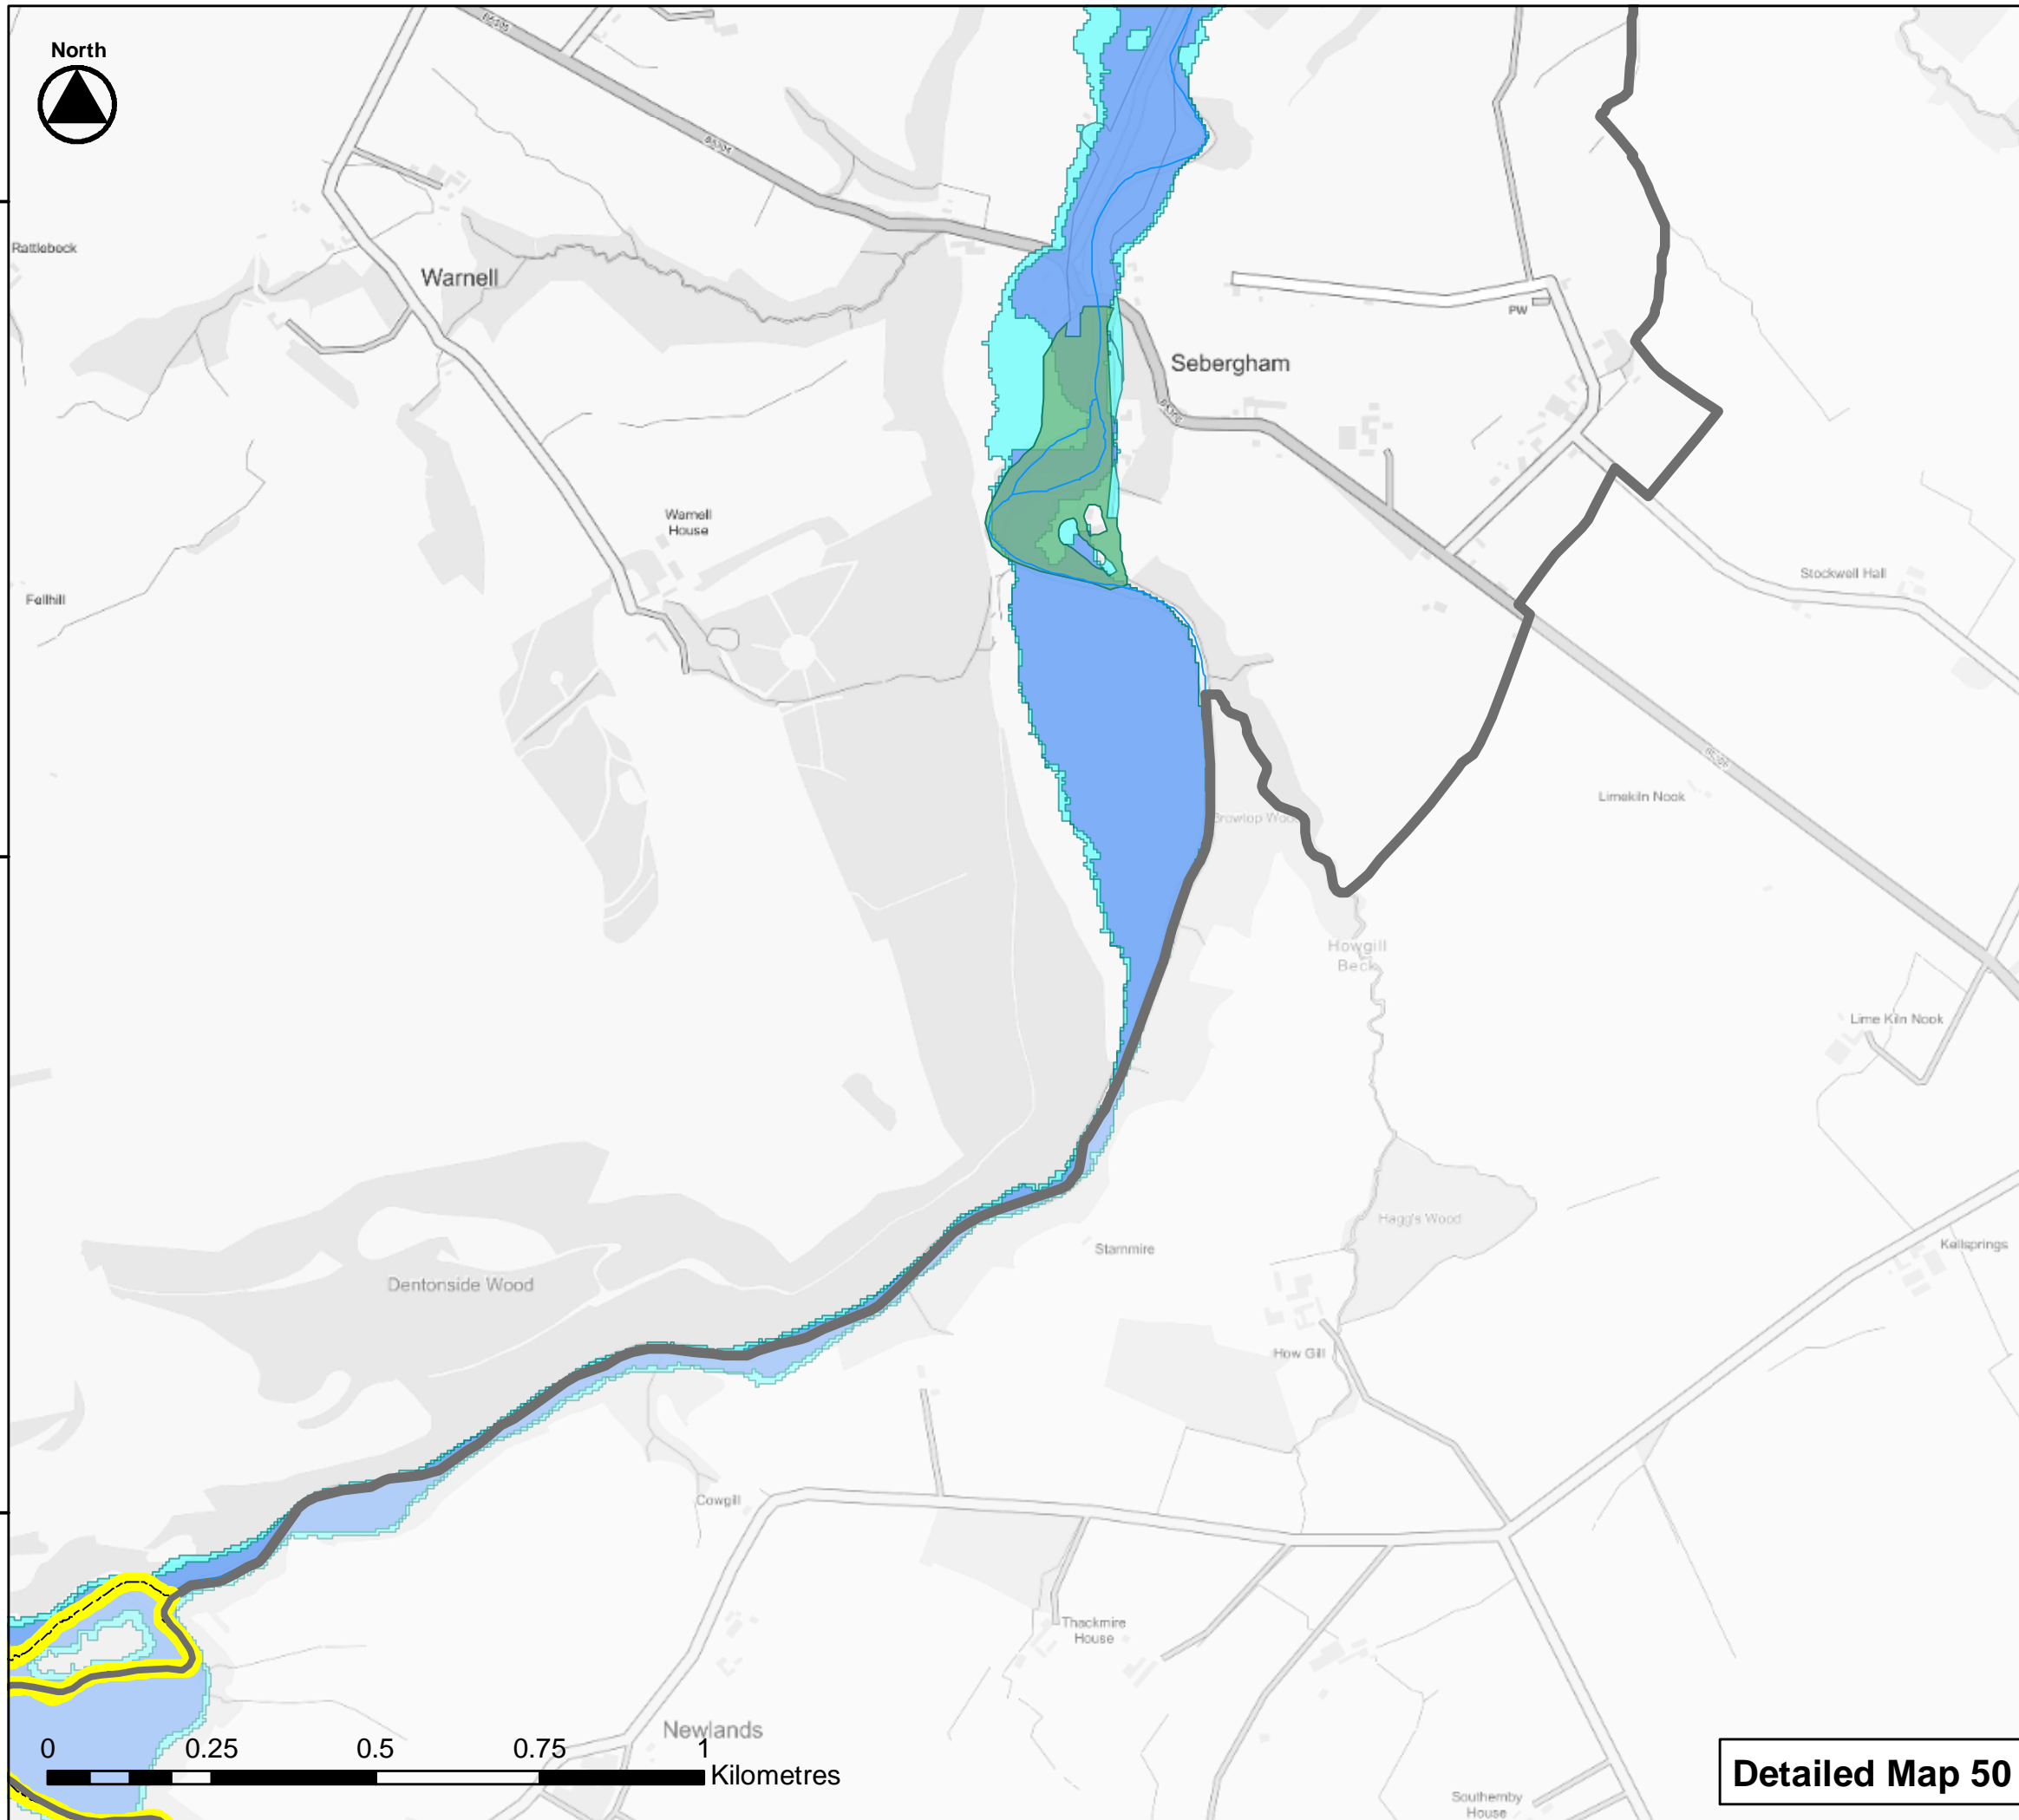 North
Rattlebeck
Warnell
PW
Sebergham
Warnell
House
Fellhill
Stockwell Hall
Limekiln Nook
Howgill
Beck
Lime Kiln Nook
Hagg's Wood
Kellsprings
Stammire
Dentonside Wood
How Gill
Cowgill
Thackmire
House
Newlands
0 0.25 0.5 0.75 1
Kilometres
Detailed Map 50
Southernby
House